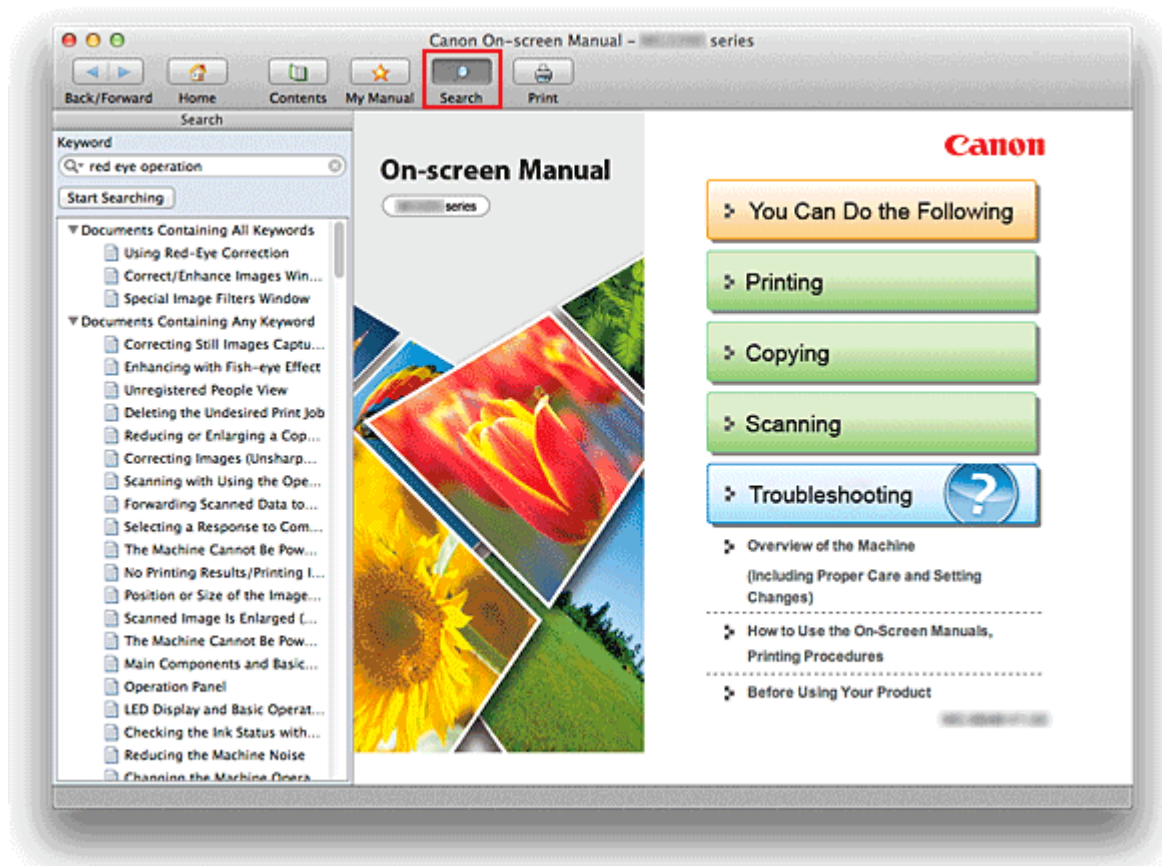 Canon On-screen Manual – series
Back/Forward Home Contents My Manual Search Print
Search
Keyword
red eye operation
Start Searching
Documents Containing All Keywords
Using Red-Eye Correction
Correct/Enhance Images Win...
Special Image Filters Window
Documents Containing Any Keyword
Correcting Still Images Captu...
Enhancing with Fish-eye Effect
Unregistered People View
Deleting the Undesired Print Job
Reducing or Enlarging a Cop...
Correcting Images (Unsharp...
Scanning with Using the Ope...
Forwarding Scanned Data to...
Selecting a Response to Com...
The Machine Cannot Be Pow...
No Printing Results/Printing I...
Position or Size of the Image...
Scanned Image Is Enlarged (...
The Machine Cannot Be Pow...
Main Components and Basic...
Operation Panel
LED Display and Basic Operat...
Checking the Ink Status with...
Reducing the Machine Noise
Changing the Machine Opera
On-screen Manual
series
Canon
You Can Do the Following
Printing
Copying
Scanning
Troubleshooting ?
Overview of the Machine
(Including Proper Care and Setting
Changes)
How to Use the On-Screen Manuals,
Printing Procedures
Before Using Your Product